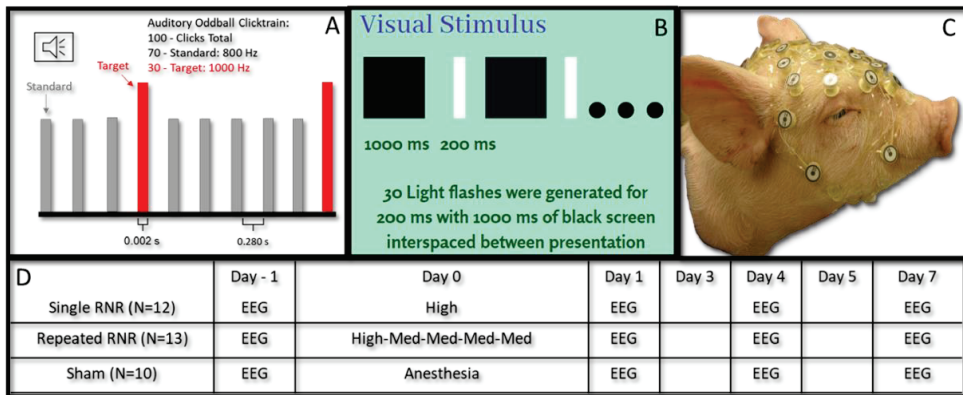 A
Auditory Oddball Clicktrain:
100 - Clicks Total
70 - Standard: 800 Hz
30 - Target: 1000 Hz
Target
Standard
0.002 s
0.280 s
Visual Stimulus
B
1000 ms 200 ms
30 Light flashes were generated for
200 ms with 1000 ms of black screen
interspaced between presentation
C
D Day - 1 Day 0 Day 1 Day 3 Day 4 Day 5 Day 7
Single RNR (N=12) EEG High EEG EEG EEG
Repeated RNR (N=13) EEG High-Med-Med-Med-Med EEG EEG EEG
Sham (N=10) EEG Anesthesia EEG EEG EEG